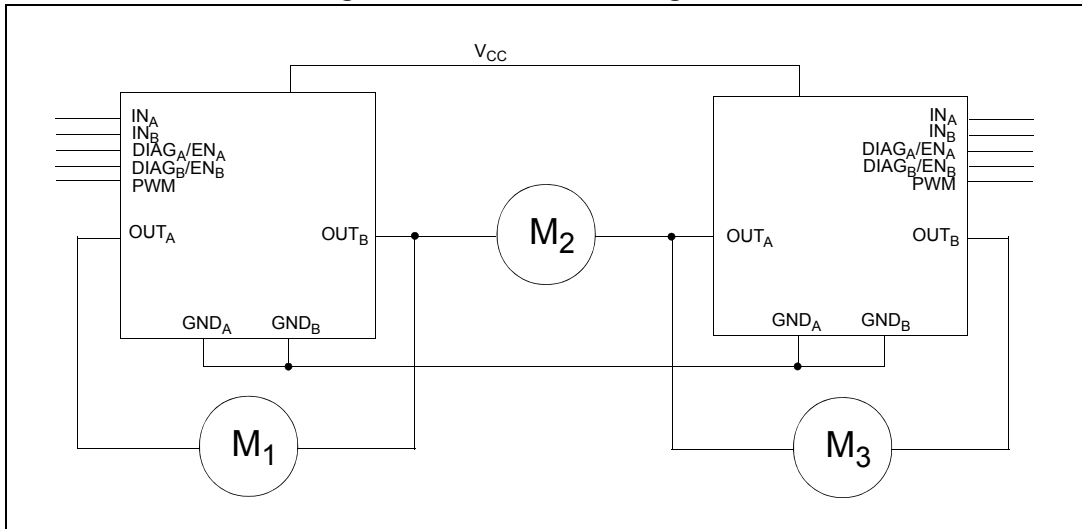 V_CC
IN_A
IN_B
DIAG_A/EN_A
DIAG_B/EN_B
PWM
OUT_A
OUT_B
GND_A GND_B
M_1
M_2
IN_A
IN_B
DIAG_A/EN_A
DIAG_B/EN_B
PWM
OUT_A
OUT_B
GND_A GND_B
M_3